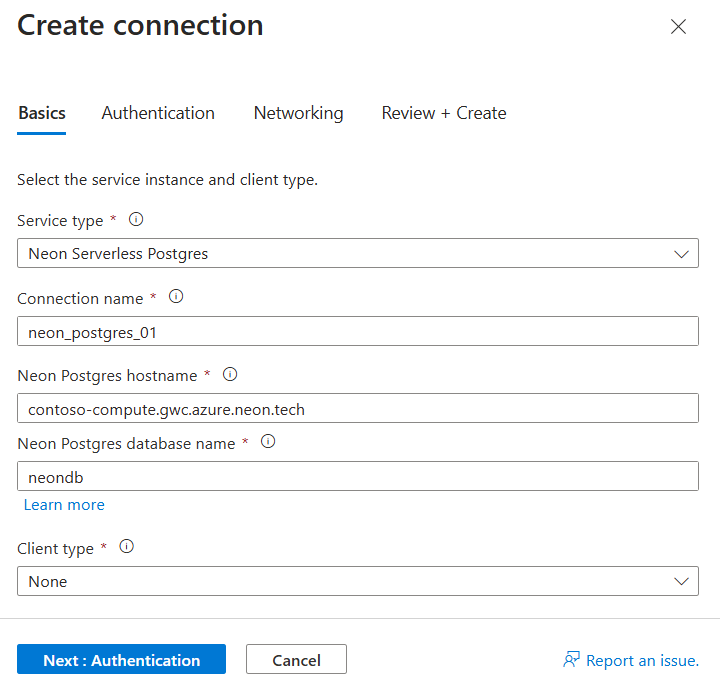 Create connection
Basics Authentication Networking Review + Create
Select the service instance and client type.
Service type *
Neon Serverless Postgres
Connection name *
neon_postgres_01
Neon Postgres hostname *
contoso-compute.gwc.azure.neon.tech
Neon Postgres database name *
neondb
Learn more
Client type *
None
Next : Authentication Cancel Report an issue.